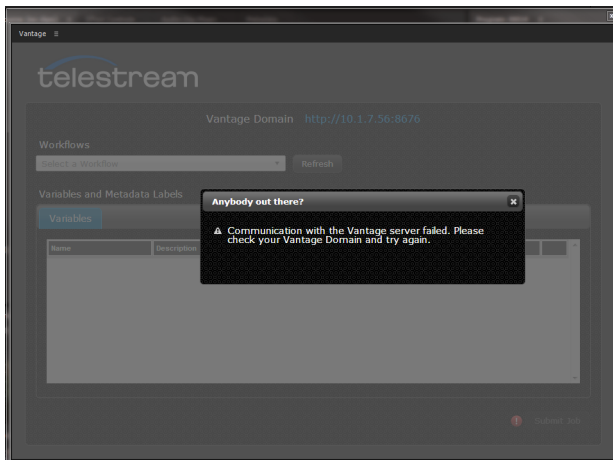 Vantage
telestream
Vantage Domain http://10.1.7.56:8676
Workflows
Select a Workflow
Refresh
Variables and Metadata Labels
Anybody out there?
Variables
Communication with the Vantage server failed. Please
check your Vantage Domain and try again.
Name
Description
Submit Job